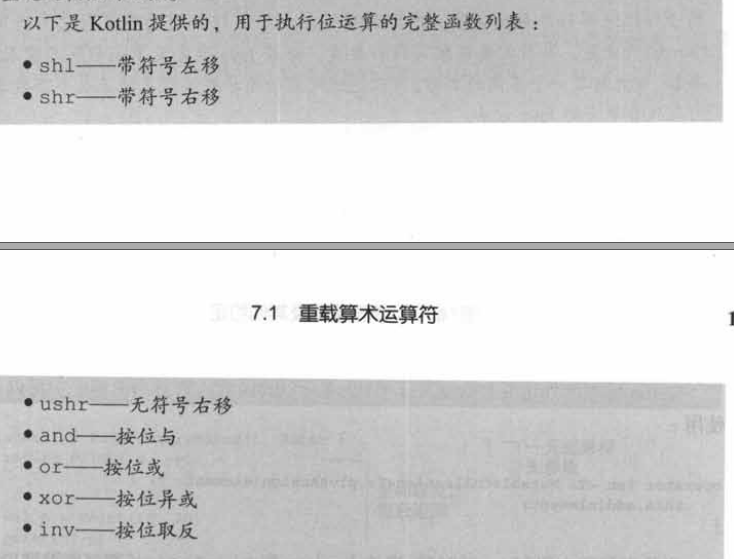 以下是 Kotlin 提供的，用于执行位运算的完整函数列表：
● shl——带符号左移
● shr——带符号右移
7.1 重载算术运算符
● ushr——无符号右移
● and——按位与
● or——按位或
● xor——按位异或
● inv——按位取反